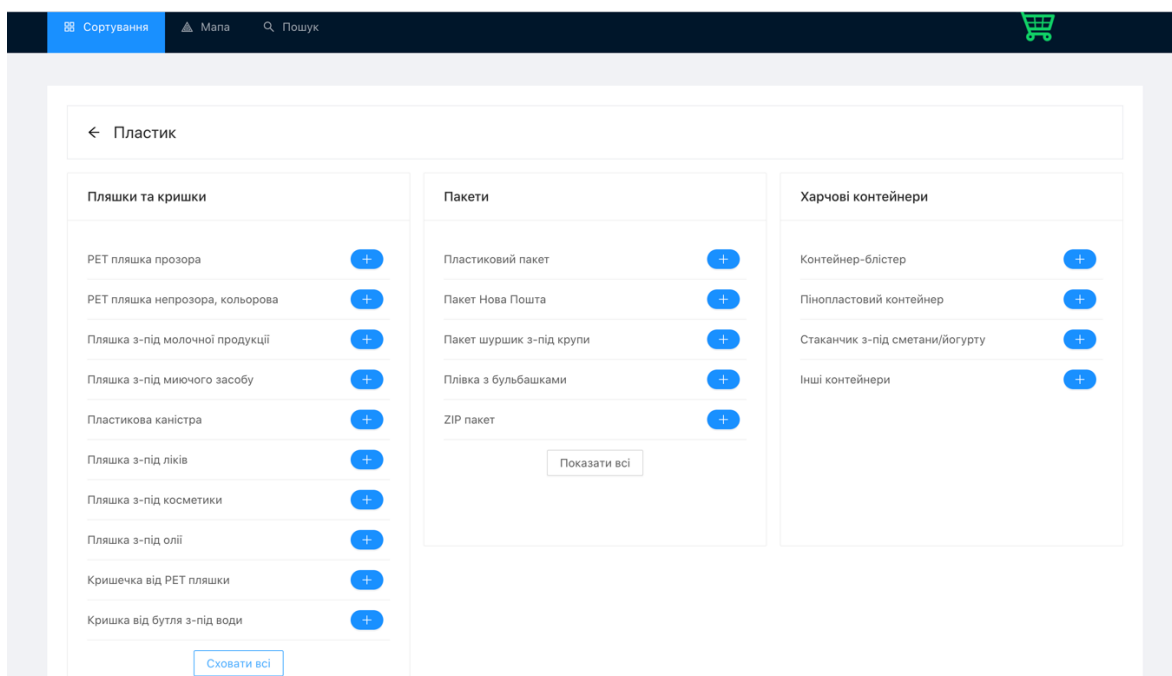 Сортування
Мапа
Пошук
Пластик
Пляшки та кришки
PET пляшка прозора
PET пляшка непрозора, кольорова
Пляшка з-під молочної продукції
Пляшка з-під миючого засобу
Пластикова каністра
Пляшка з-під ліків
Пляшка з-під косметики
Пляшка з-під олії
Кришечка від PET пляшки
Кришка від бутля з-під води
Сховати всі
Пакети
Пластиковий пакет
Пакет Нова Пошта
Пакет шуршик з-під крупи
Плівка з бульбашками
ZIP пакет
Показати всі
Харчові контейнери
Контейнер-блістер
Пінопластовий контейнер
Стаканчик з-під сметани/йогурту
Інші контейнери